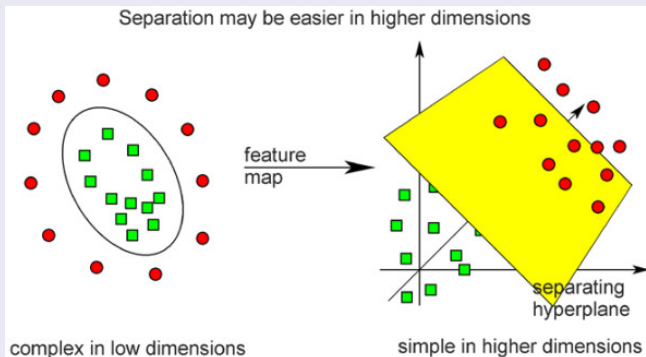 Separation may be easier in higher dimensions
feature
map
separating
hyperplane
complex in low dimensions
simple in higher dimensions